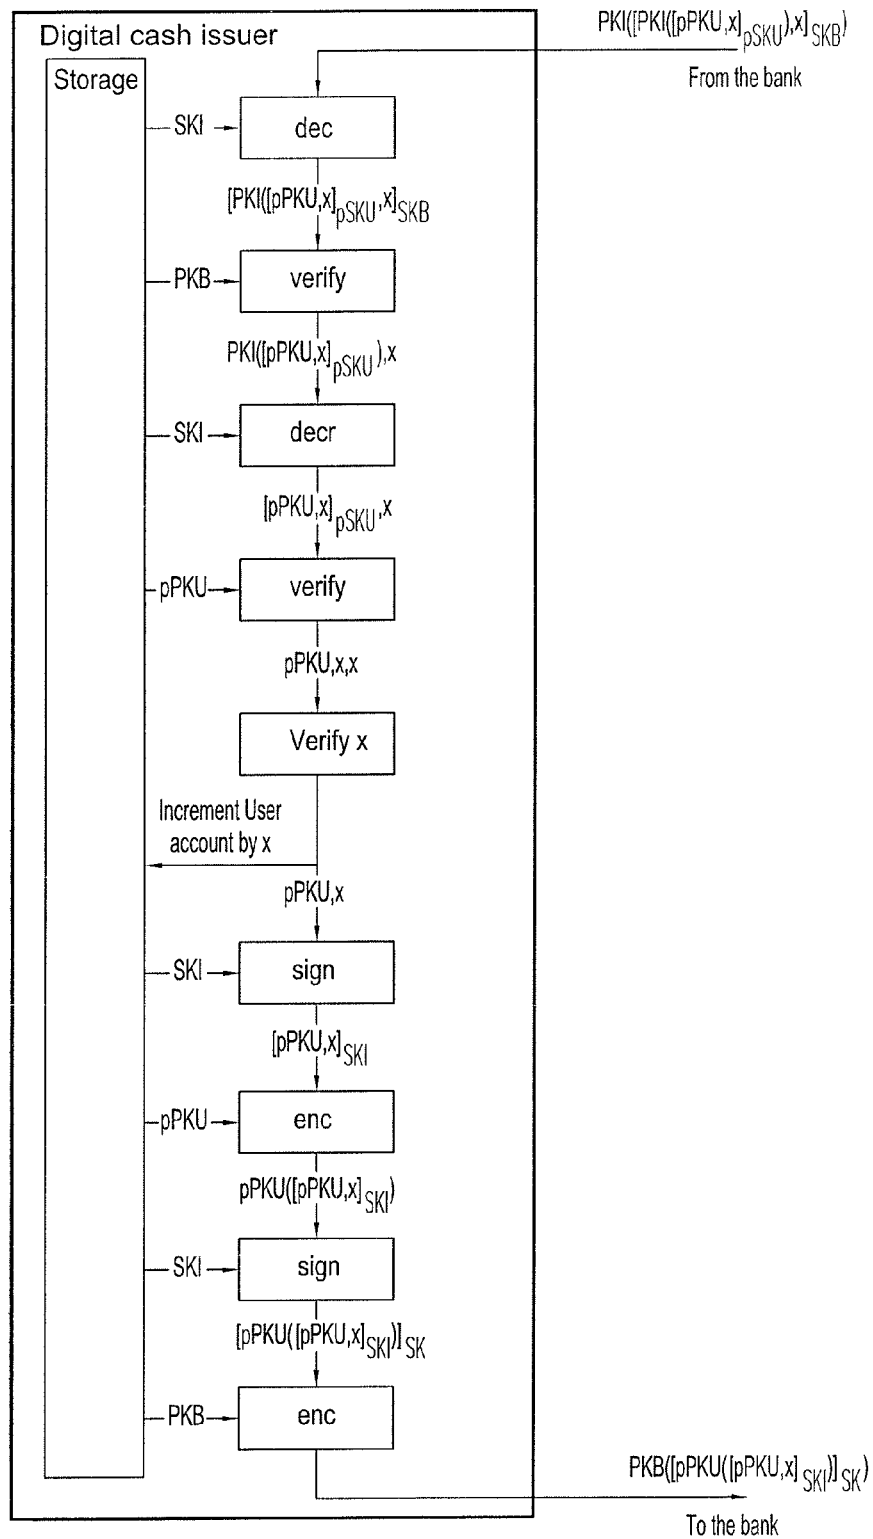 PKI([PKI([pPKU,x]pSKU),x]SKB)
Digital cash issuer
From the bank
Storage
SKI
dec
[PKI([pPKU,x]pSKU,x]SKB
PKB
verify
PKI([pPKU,x]pSKU),x
SKI
decr
[pPKU,x]pSKU,x
pPKU
verify
pPKU,x,x
Verify x
Increment User
account by x
pPKU,x
SKI
sign
[pPKU,x]SKI
pPKU
enc
pPKU([pPKU,x]SKI)
SKI
sign
[pPKU([pPKU,x]SKI)]SK
PKB
enc
PKB([pPKU([pPKU,x]SKI)]SK)
To the bank